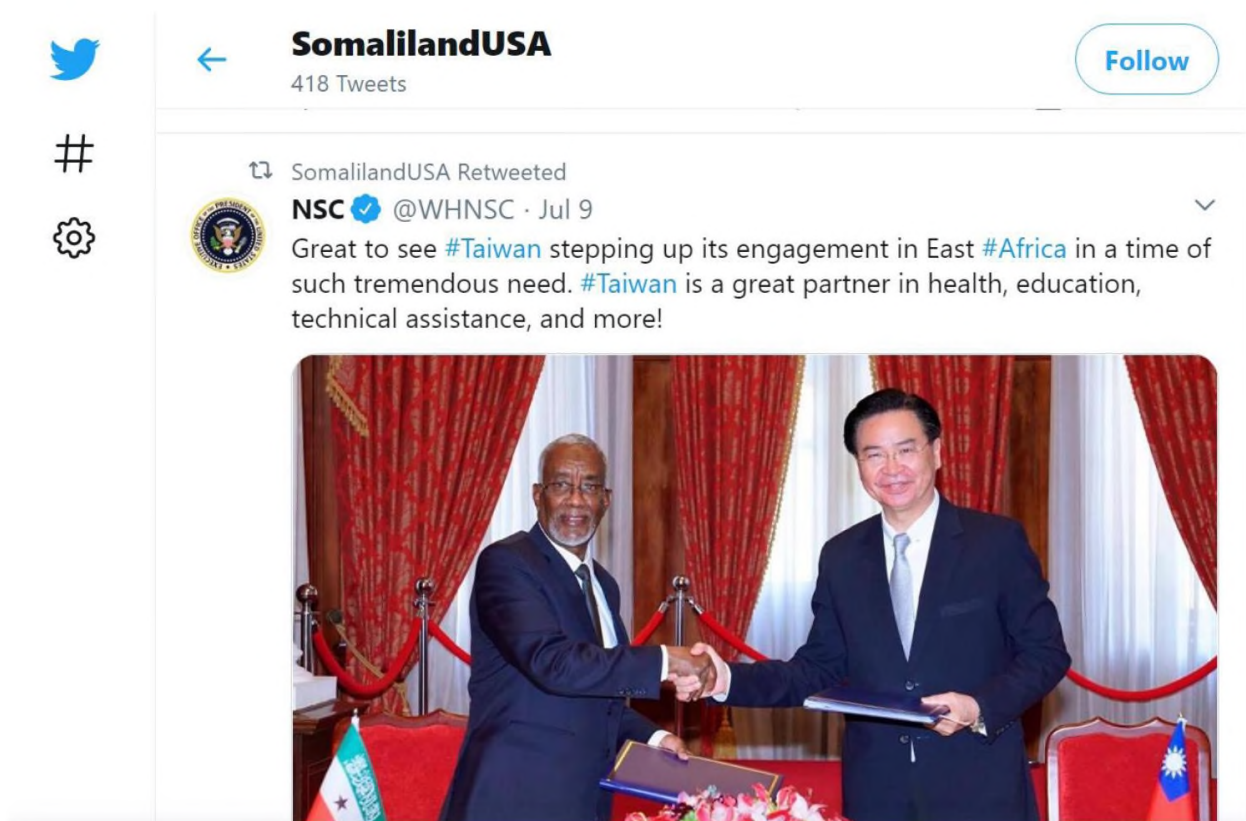 SomalilandUSA
418 Tweets
Follow
SomalilandUSA Retweeted
NSC @WHNSC · Jul 9
Great to see #Taiwan stepping up its engagement in East #Africa in a time of
such tremendous need. #Taiwan is a great partner in health, education,
technical assistance, and more!